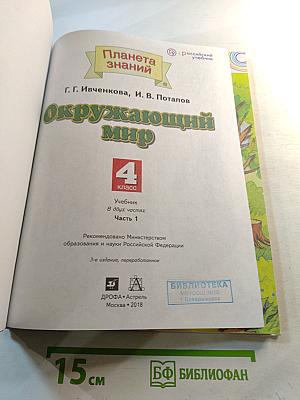 Планета
знаний
российский
учебник
Г. Г. Ивченкова, И. В. Потапов
Окружающий
мир
4
класс
Учебник
В двух частях
Часть 1
Рекомендовано Министерством
образования и науки Российской Федерации
3-е издание, переработанное
ДРОФА • Астрель
Москва • 2018
БИБЛИОТЕКА
15 см
БФ БИБЛИОФАН